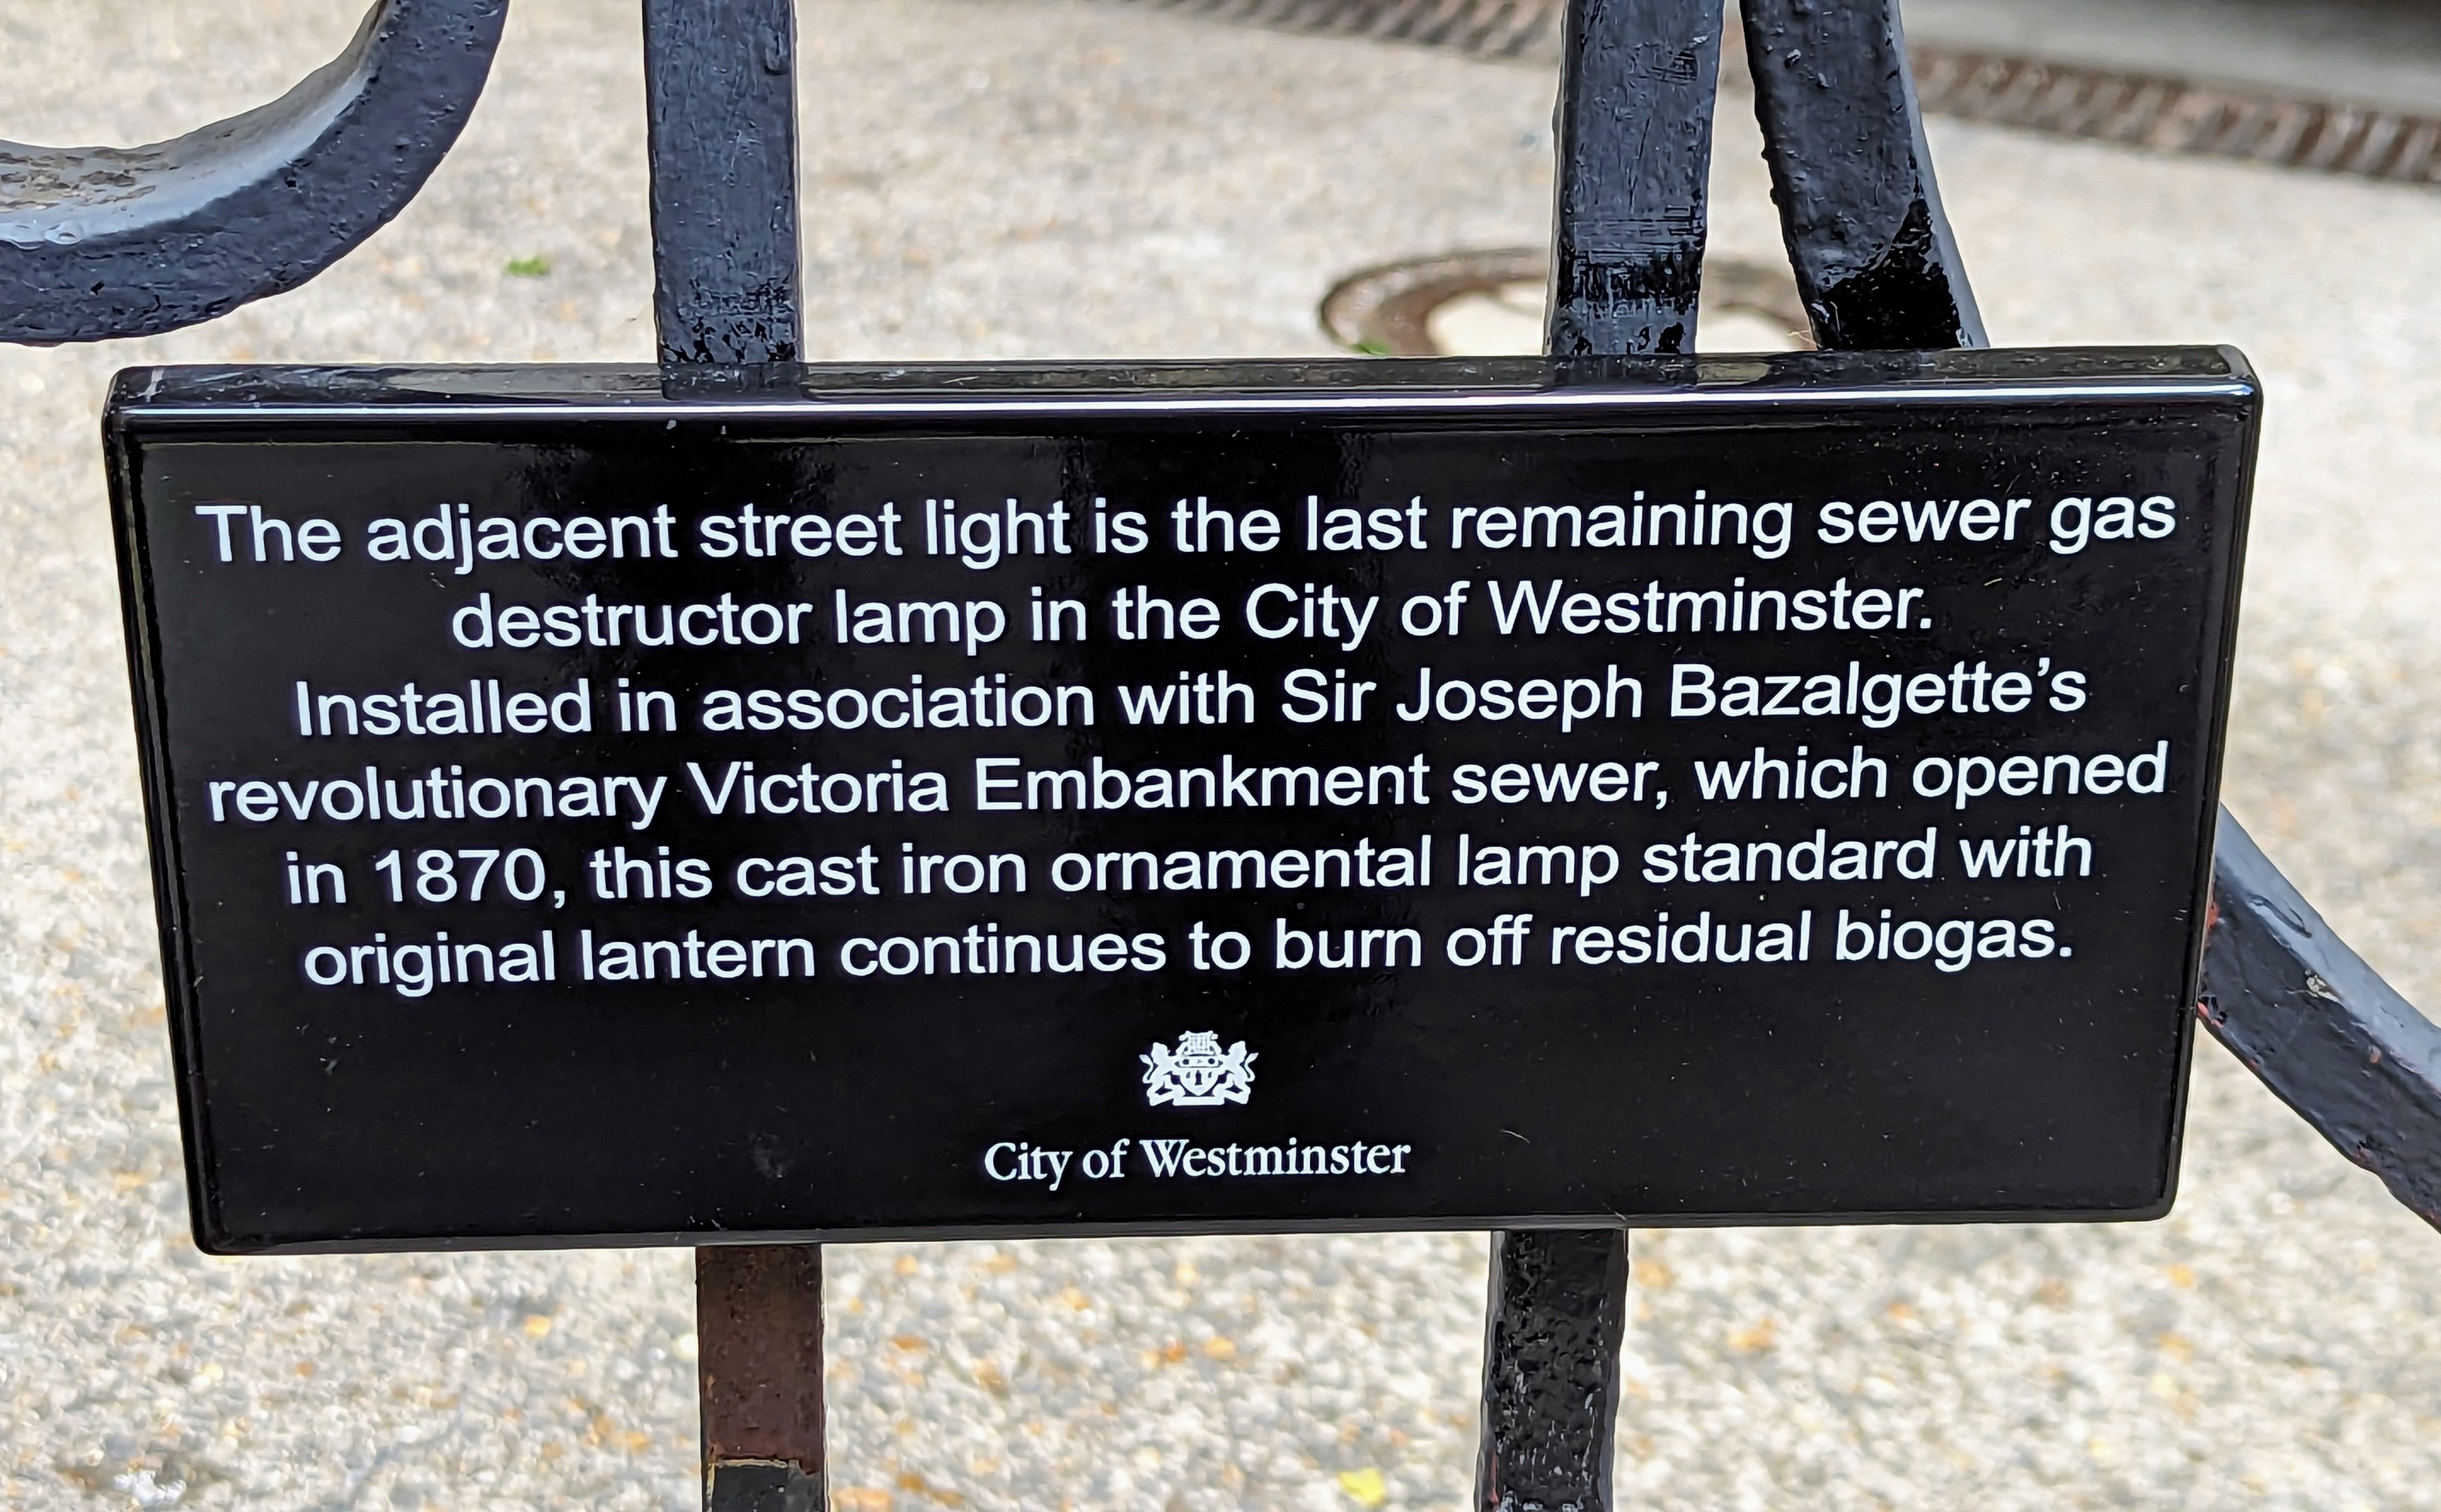 The adjacent street light is the last remaining sewer gas
destructor lamp in the City of Westminster.
Installed in association with Sir Joseph Bazalgette’s
revolutionary Victoria Embankment sewer, which opened
in 1870, this cast iron ornamental lamp standard with
original lantern continues to burn off residual biogas.
City of Westminster